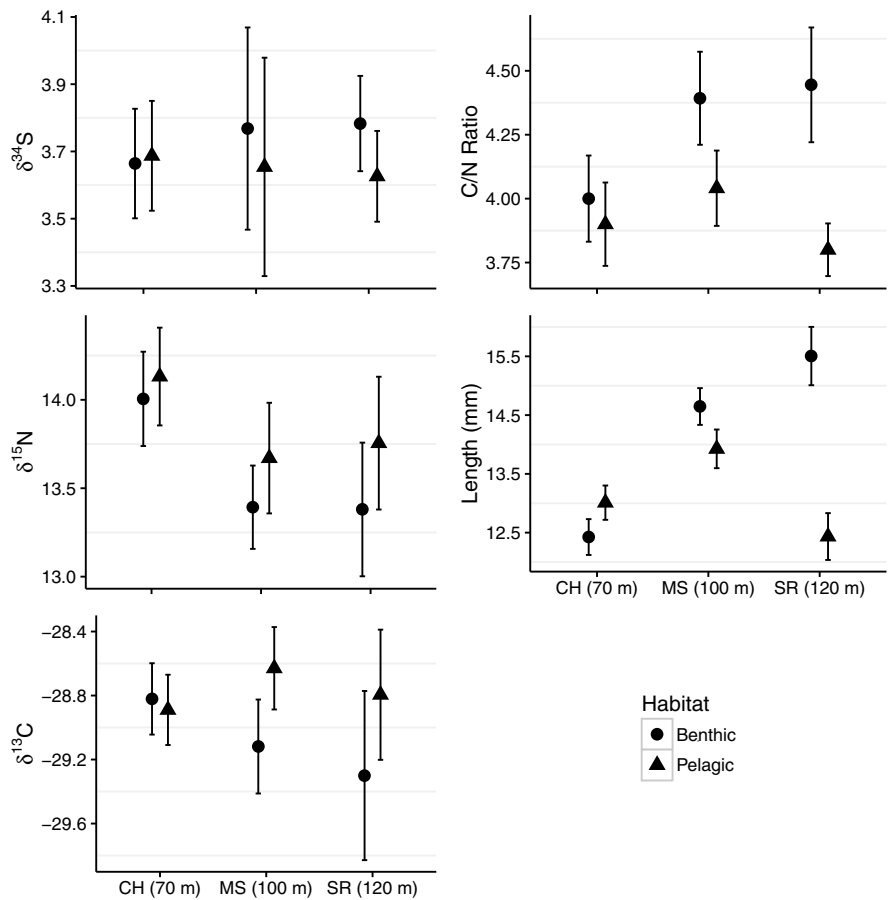 δ³⁴S
4.1
3.9
3.7
3.5
3.3
C/N Ratio
4.50
4.25
4.00
3.75
δ¹⁵N
14.0
13.5
13.0
Length (mm)
15.5
14.5
13.5
12.5
CH (70 m) MS (100 m) SR (120 m)
δ¹³C
−28.4
−28.8
−29.2
−29.6
CH (70 m) MS (100 m) SR (120 m)
Habitat
Benthic
Pelagic